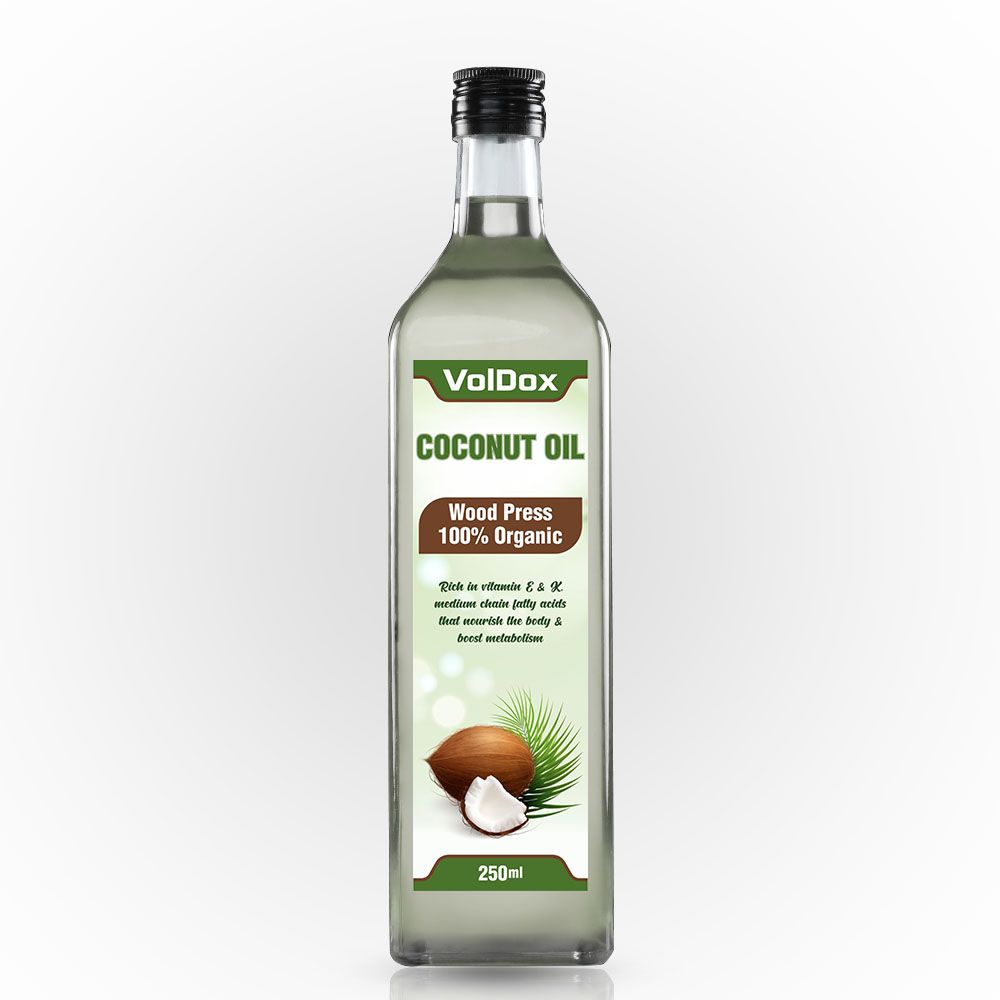 VolDox
COCONUT OIL
Wood Press
100% Organic
Rich in vitamin E & K.
medium chain fatty acids
that nourish the body &
boost metabolism
250ml